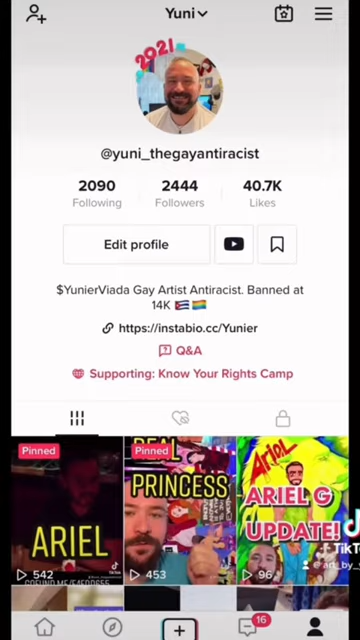 Yuni
2021
@yuni_thegayantiracist
2090
2444
40.7K
Following
Followers
Likes
Edit profile
$YunierViada Gay Artist Antiracist. Banned at
14K 🇨🇺🏳️‍🌈
https://instabio.cc/Yunier
Q&A
Supporting: Know Your Rights Camp
Pinned
ARIEL
542
Pinned
REAL
PRINCESS
453
Ariel
ARIEL G
UPDATE!
96
16